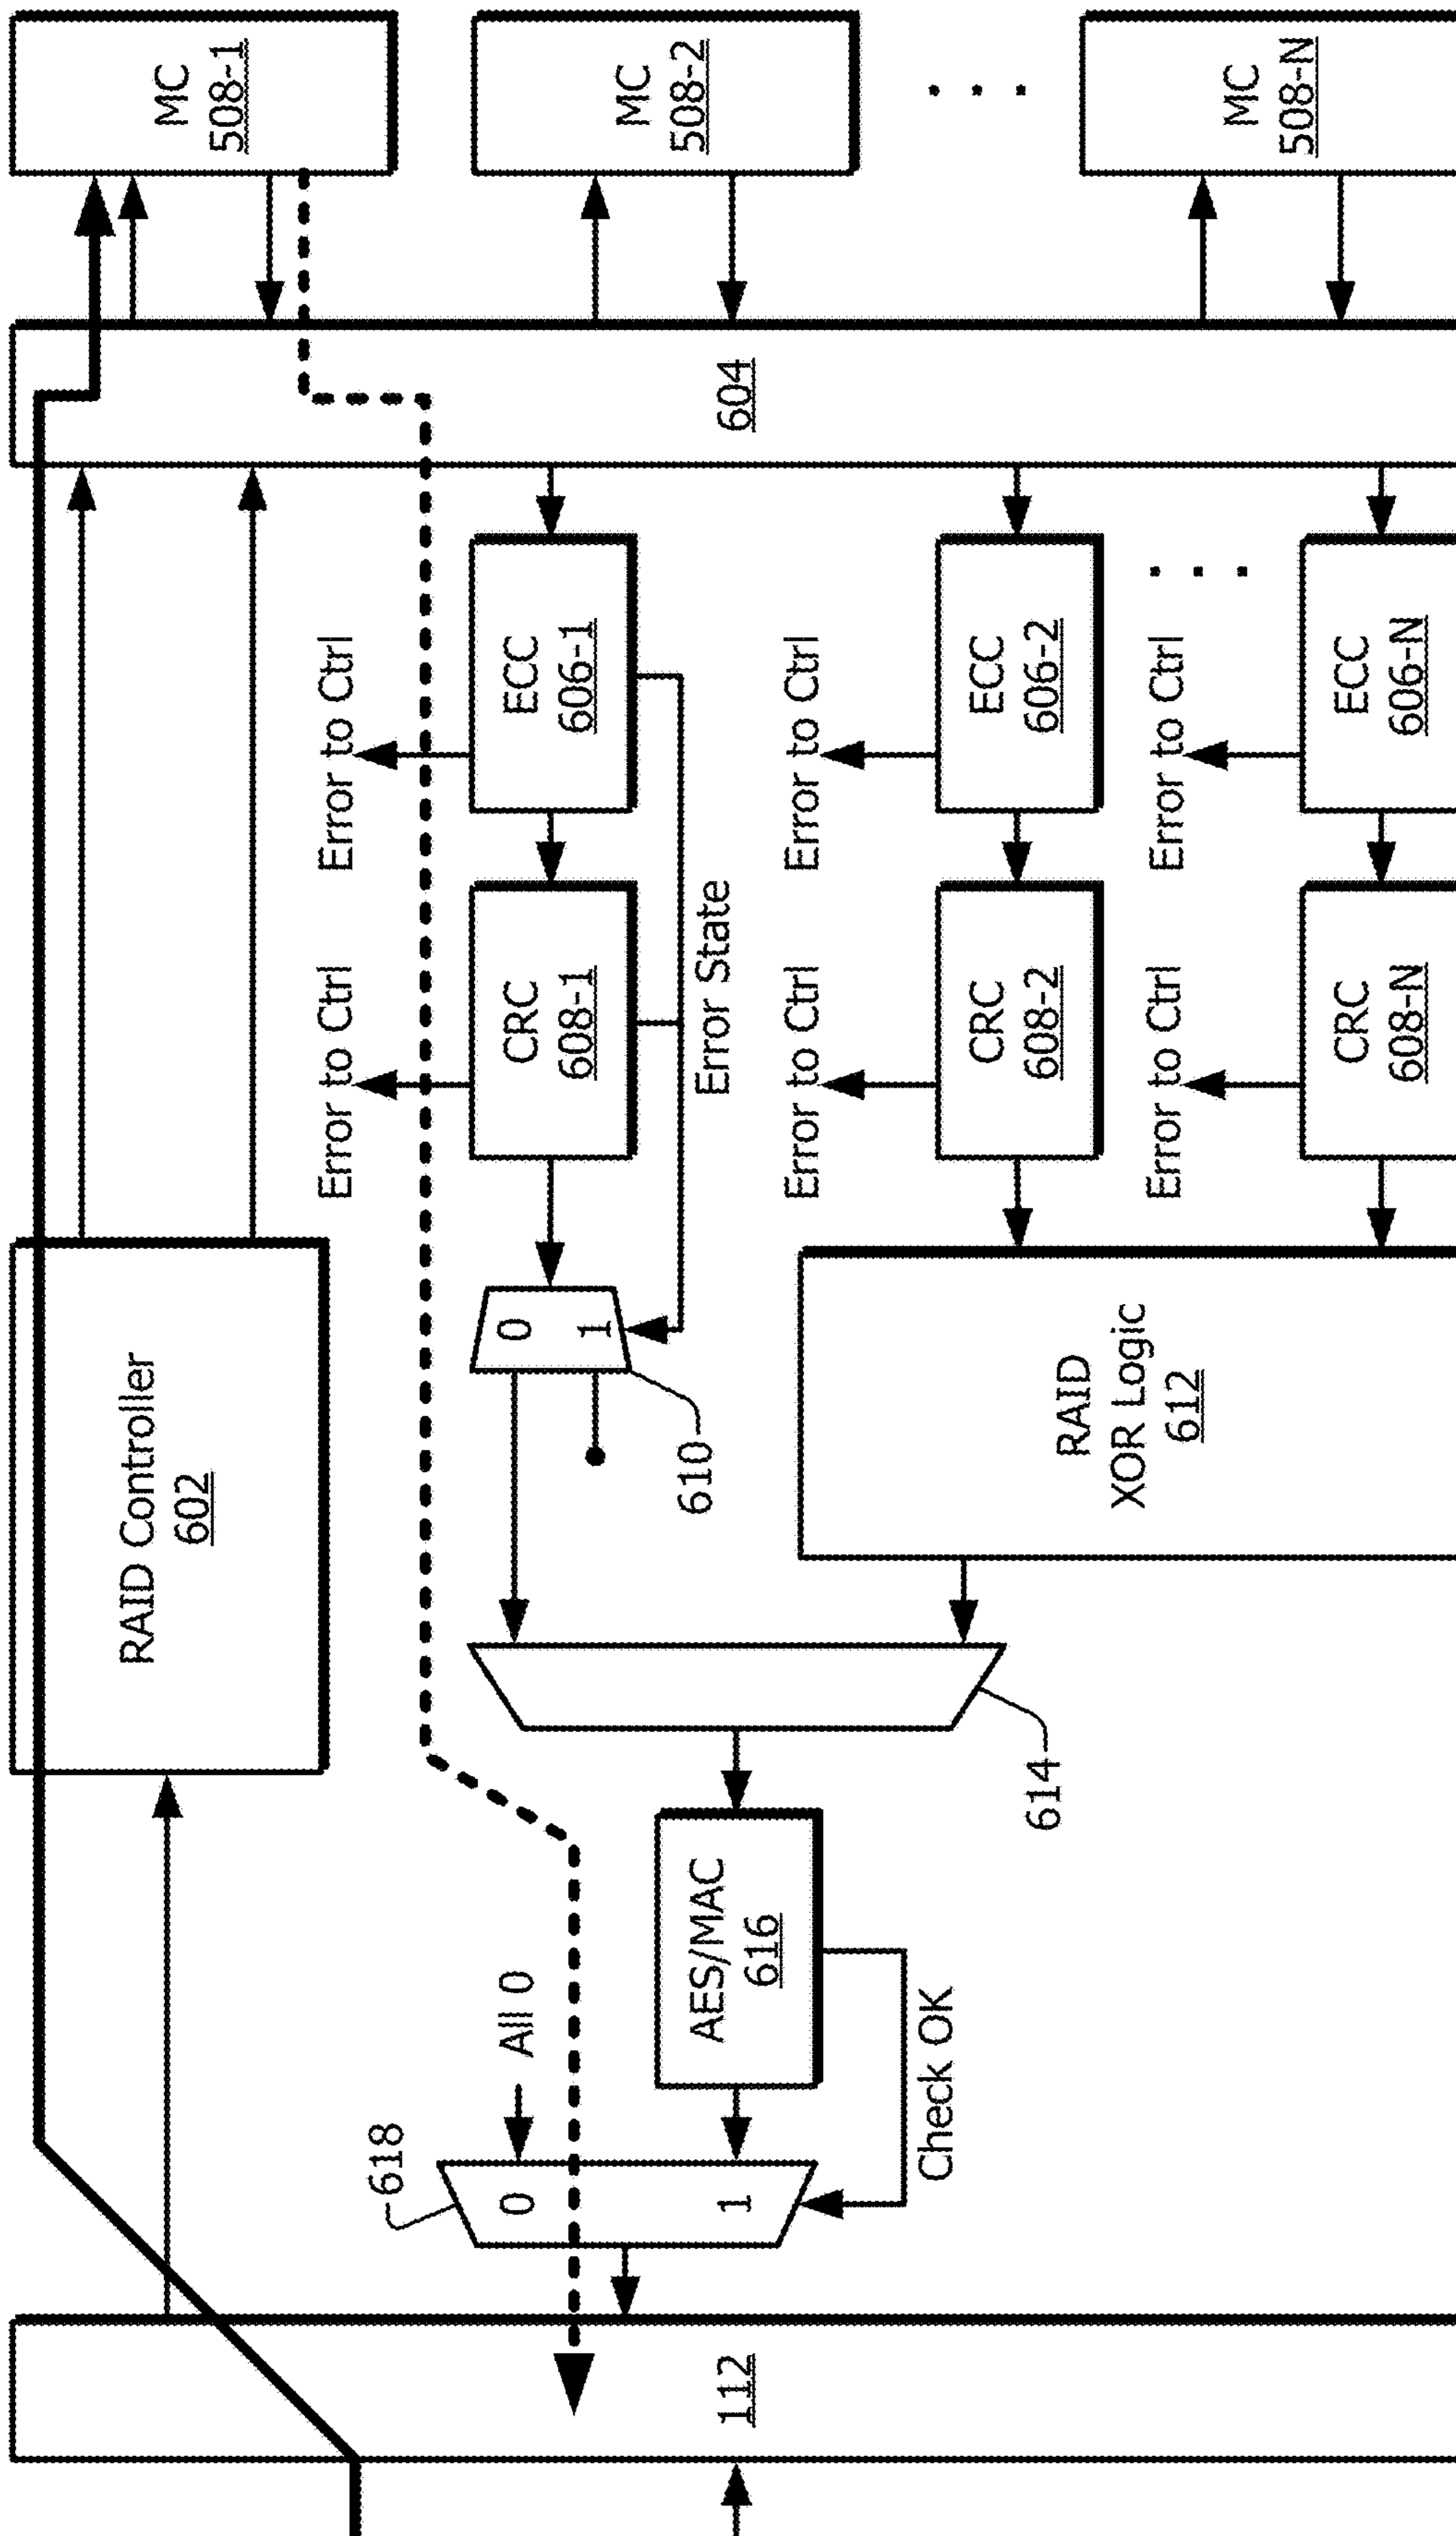 MC
508-1
MC
508-2
MC
508-N
604
ECC
606-1
Error to Ctrl
ECC
606-2
Error to Ctrl
ECC
606-N
Error to Ctrl
CRC
608-1
Error to Ctrl
Error State
CRC
608-2
Error to Ctrl
CRC
608-N
Error to Ctrl
RAID Controller
602
0
1
610
RAID
XOR Logic
612
614
AES/MAC
616
Check OK
All 0
618
0
1
112